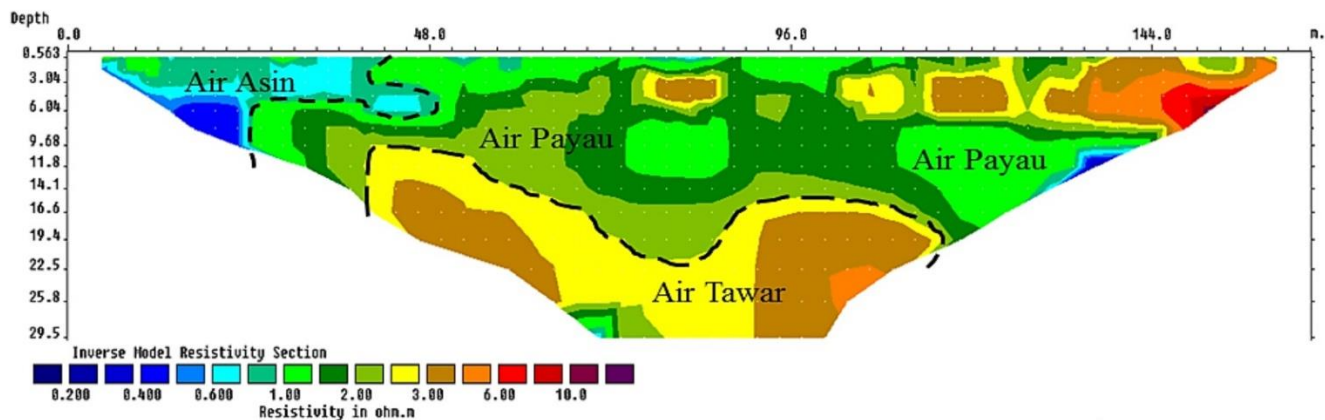 Depth
0.0 48.0 96.0 144.0 m.
0.563
3.04
6.04
9.68
11.8
14.1
16.6
19.4
22.5
25.8
29.5
Air Asin
Air Payau
Air Payau
Air Tawar
Inverse Model Resistivity Section
0.200 0.400 0.600 1.00 2.00 3.00 6.00 10.0
Resistivity in ohm.m